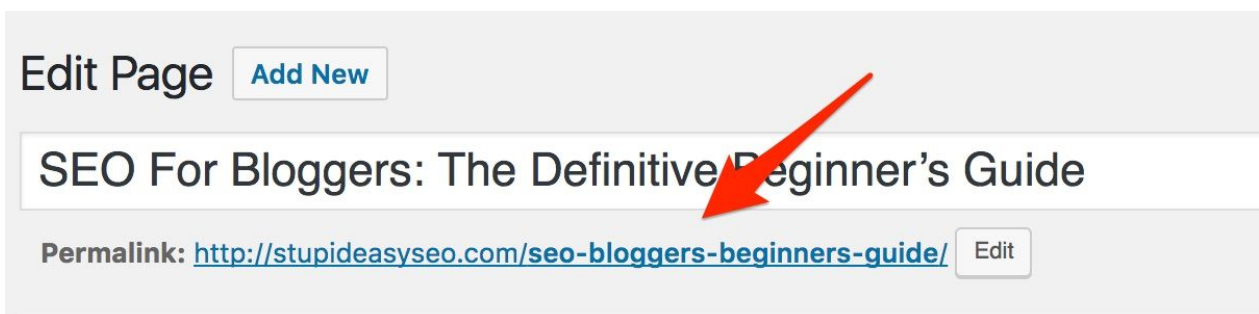 Edit Page Add New
SEO For Bloggers: The Definitive Beginner's Guide
Permalink: http://stupideasyseo.com/seo-bloggers-beginners-guide/ Edit